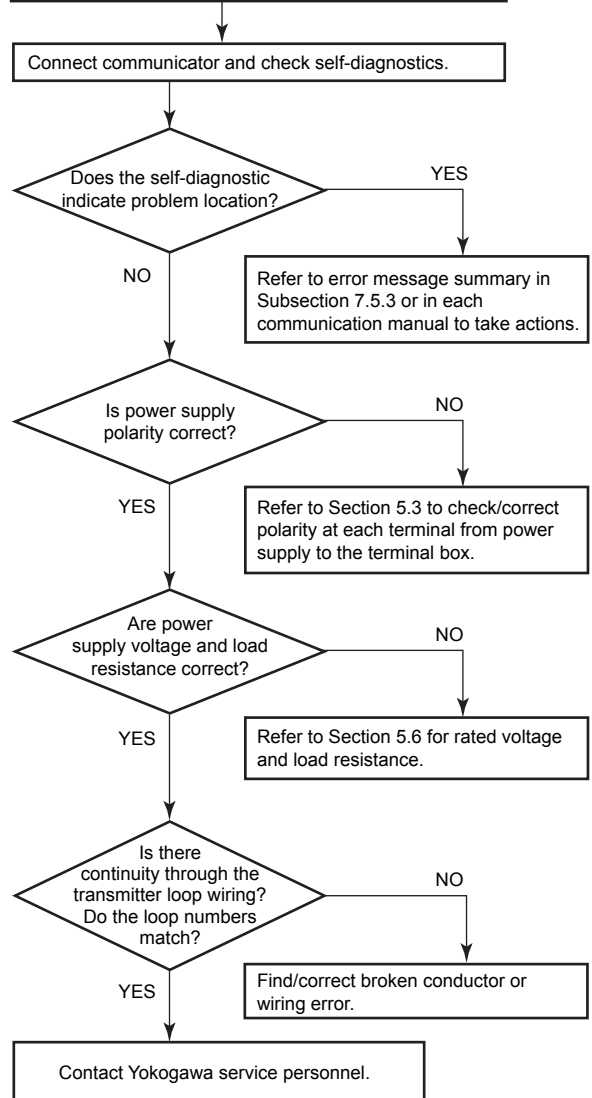 Connect communicator and check self-diagnostics.
Does the self-diagnostic
indicate problem location?
YES
NO
Refer to error message summary in
Subsection 7.5.3 or in each
communication manual to take actions.
Is power supply
polarity correct?
NO
YES
Refer to Section 5.3 to check/correct
polarity at each terminal from power
supply to the terminal box.
Are power
supply voltage and load
resistance correct?
NO
YES
Refer to Section 5.6 for rated voltage
and load resistance.
Is there
continuity through the
transmitter loop wiring?
Do the loop numbers
match?
NO
YES
Find/correct broken conductor or
wiring error.
Contact Yokogawa service personnel.